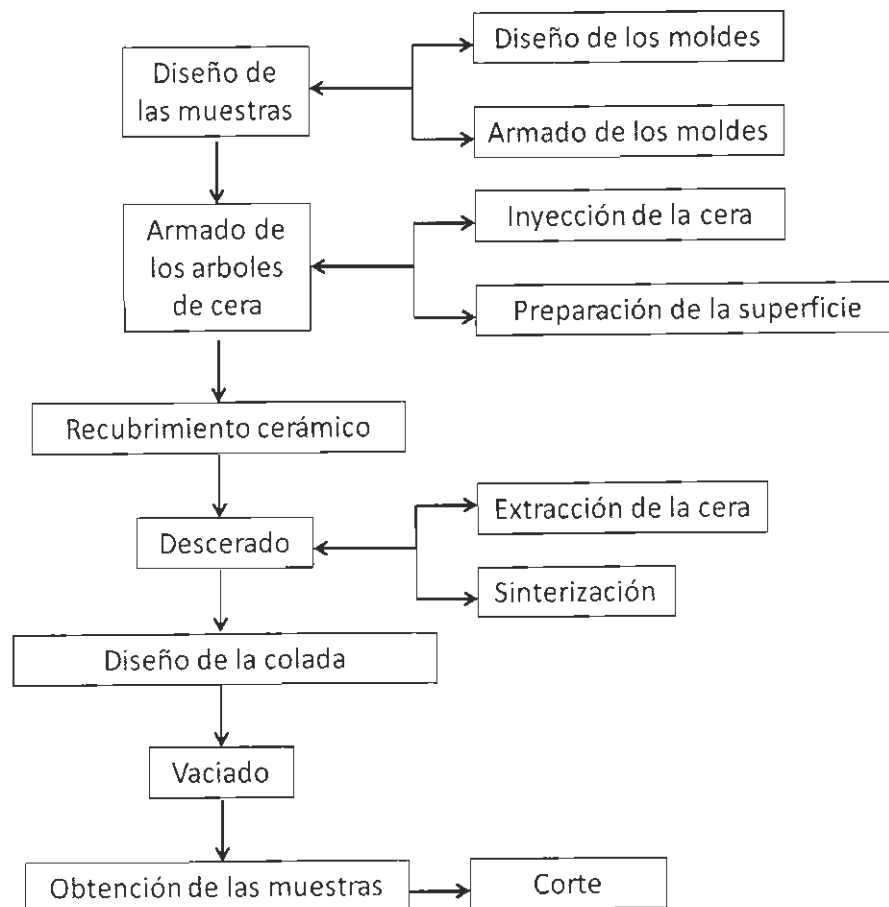 Diseño de los moldes
Diseño de
las muestras
Armado de los moldes
Inyección de la cera
Armado de
los arboles
de cera
Preparación de la superficie
Recubrimiento cerámico
Extracción de la cera
Descerado
Sinterización
Diseño de la colada
Vaciado
Obtención de las muestras
Corte